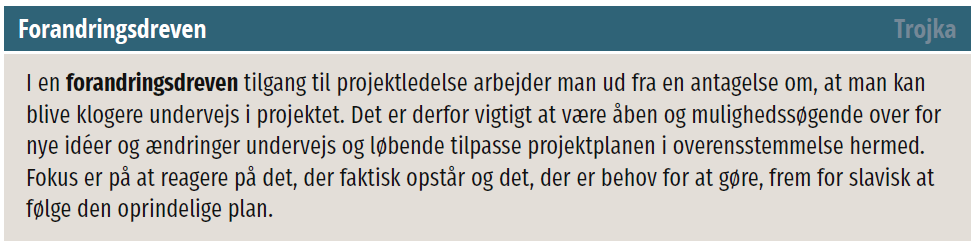 Forandringsdreven Trojka
I en forandringsdreven tilgang til projektledelse arbejder man ud fra en antagelse om, at man kan
blive klogere undervejs i projektet. Det er derfor vigtigt at være åben og mulighedssøgende over for
nye idéer og ændringer undervejs og løbende tilpasse projektplanen i overensstemmelse hermed.
Fokus er på at reagere på det, der faktisk opstår og det, der er behov for at gøre, frem for slavisk at
følge den oprindelige plan.